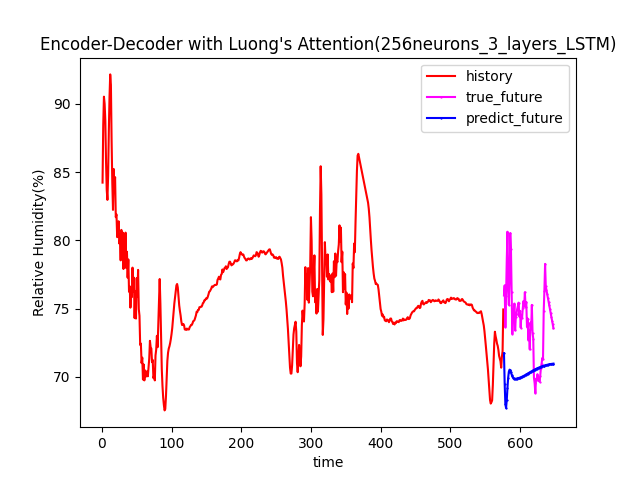 Encoder-Decoder with Luong's Attention(256neurons_3_layers_LSTM)
history
true_future
predict_future
Relative Humidity(%)
90
85
80
75
70
0 100 200 300 400 500 600
time